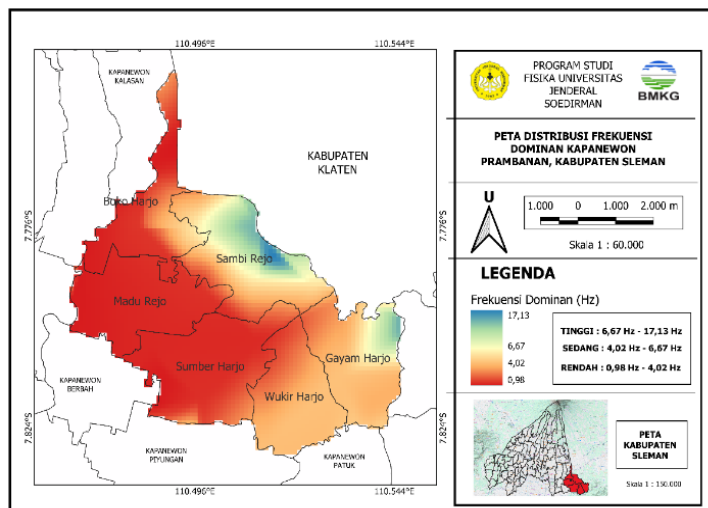 110.496°E
110.544°E
KAPANEWON
KALASAN
KABUPATEN
KLATEN
Boko Harjo
7.776°S
7.776°S
Sambi Rejo
Madu Rejo
Sumber Harjo
Gayam Harjo
Wukir Harjo
KAPANEWON
BERBAH
7.824°S
7.824°S
KAPANEWON
PIYUNGAN
KAPANEWON
PATUK
110.496°E
110.544°E
PROGRAM STUDI
FISIKA UNIVERSITAS
JENDERAL
SOEDIRMAN
BMKG
PETA DISTRIBUSI FREKUENSI
DOMINAN KAPANEWON
PRAMBANAN, KABUPATEN SLEMAN
U
1.000 0 1.000 2.000 m
Skala 1 : 60.000
LEGENDA
Frekuensi Dominan (Hz)
17,13
6,67
4,02
0,98
TINGGI : 6,67 Hz - 17,13 Hz
SEDANG : 4,02 Hz - 6,67 Hz
RENDAH : 0,98 Hz - 4,02 Hz
PETA
KABUPATEN
SLEMAN
Skala 1 : 150.000